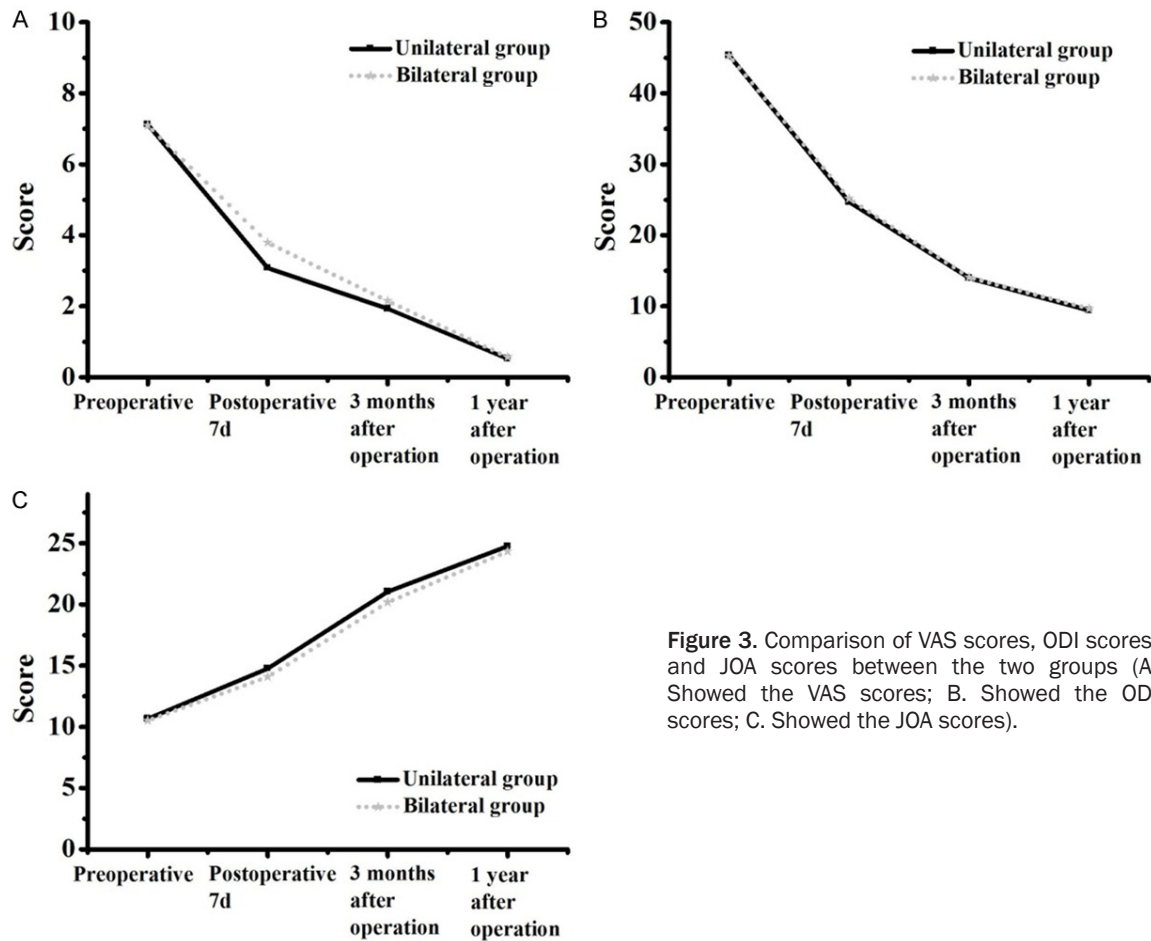 A
10
8
6
4
2
0
Score
Unilateral group
Bilateral group
Preoperative
Postoperative
7d
3 months
after
operation
1 year
after
operation
B
50
40
30
20
10
0
Score
Unilateral group
Bilateral group
Preoperative
Postoperative
7d
3 months
after
operation
1 year
after
operation
C
25
20
15
10
5
0
Score
Unilateral group
Bilateral group
Preoperative
Postoperative
7d
3 months
after
operation
1 year
after
operation
Figure 3. Comparison of VAS scores, ODI scores
and JOA scores between the two groups (A
Showed the VAS scores; B. Showed the OD
scores; C. Showed the JOA scores).